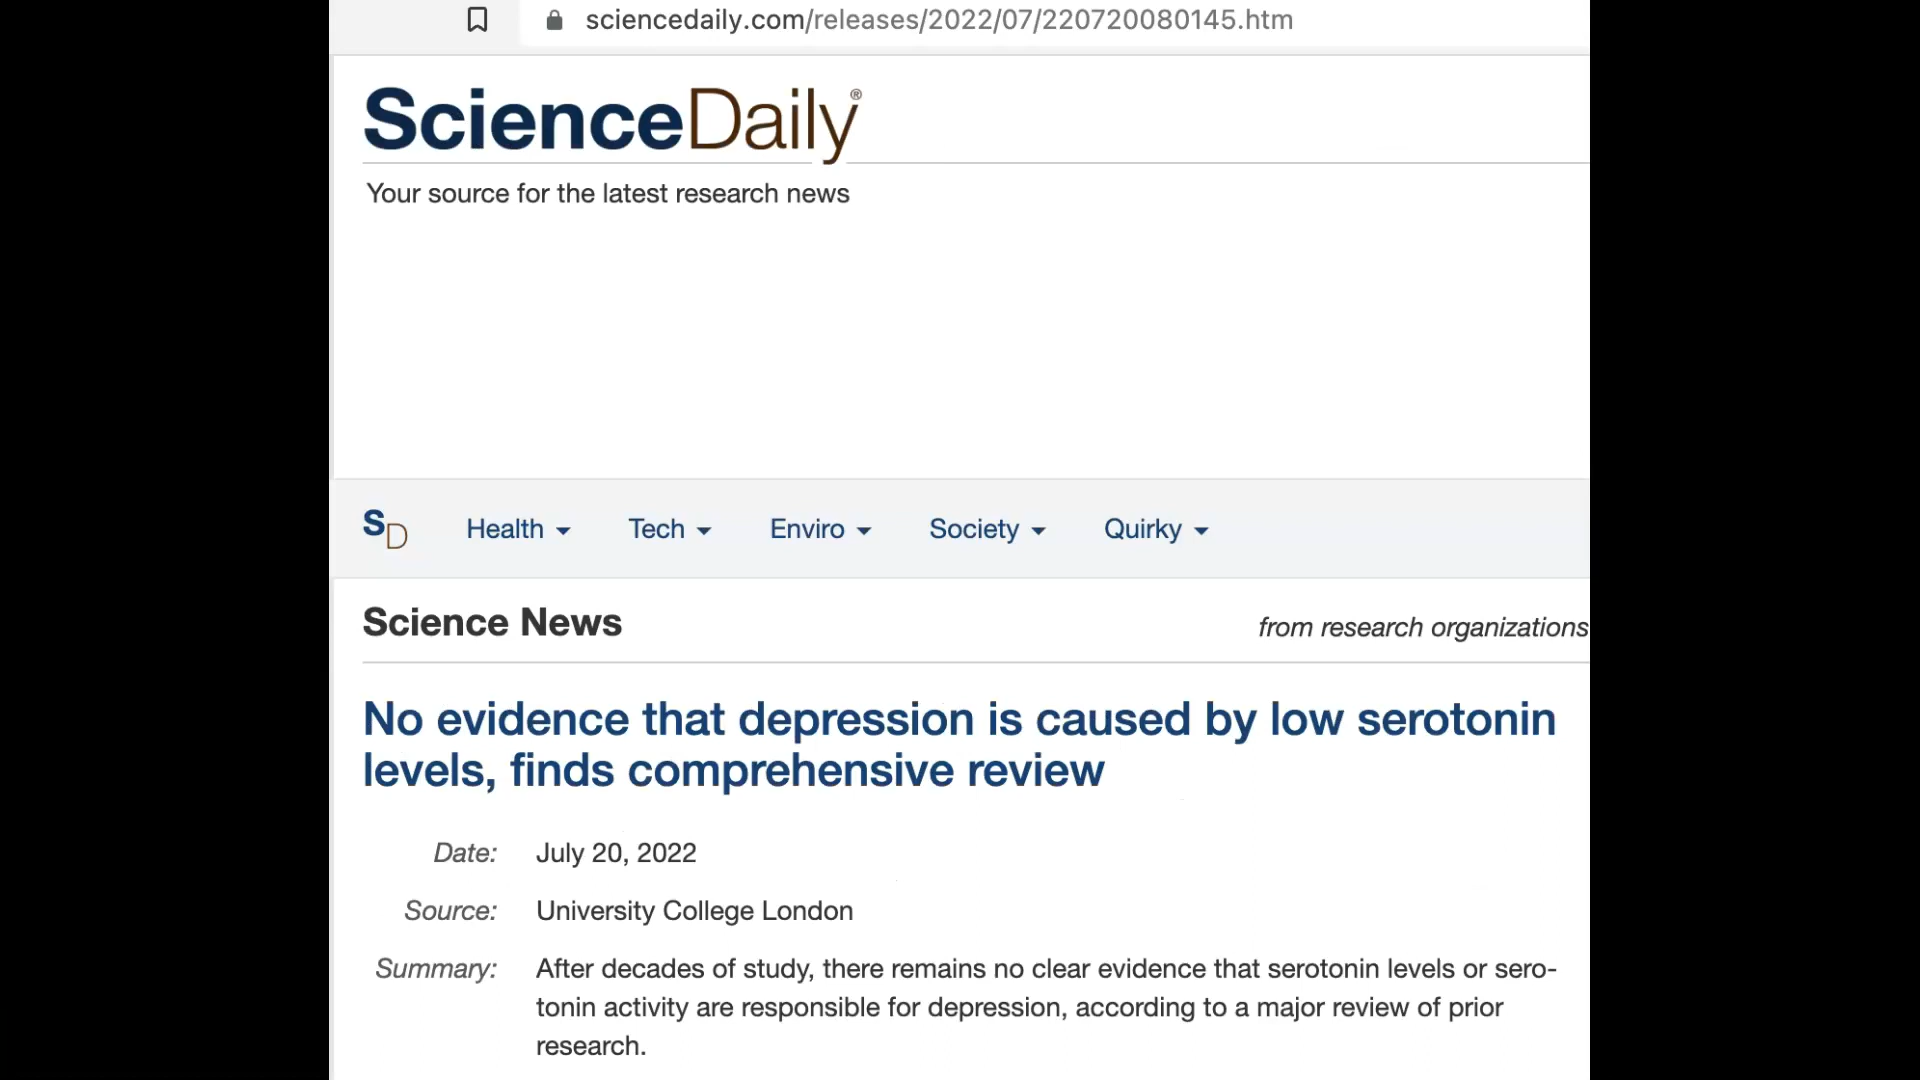 sciencedaily.com/releases/2022/07/220720080145.htm
ScienceDaily®
Your source for the latest research news
SD Health Tech Enviro Society Quirky
Science News from research organizations
No evidence that depression is caused by low serotonin
levels, finds comprehensive review
Date: July 20, 2022
Source: University College London
Summary: After decades of study, there remains no clear evidence that serotonin levels or sero-
tonin activity are responsible for depression, according to a major review of prior
research.